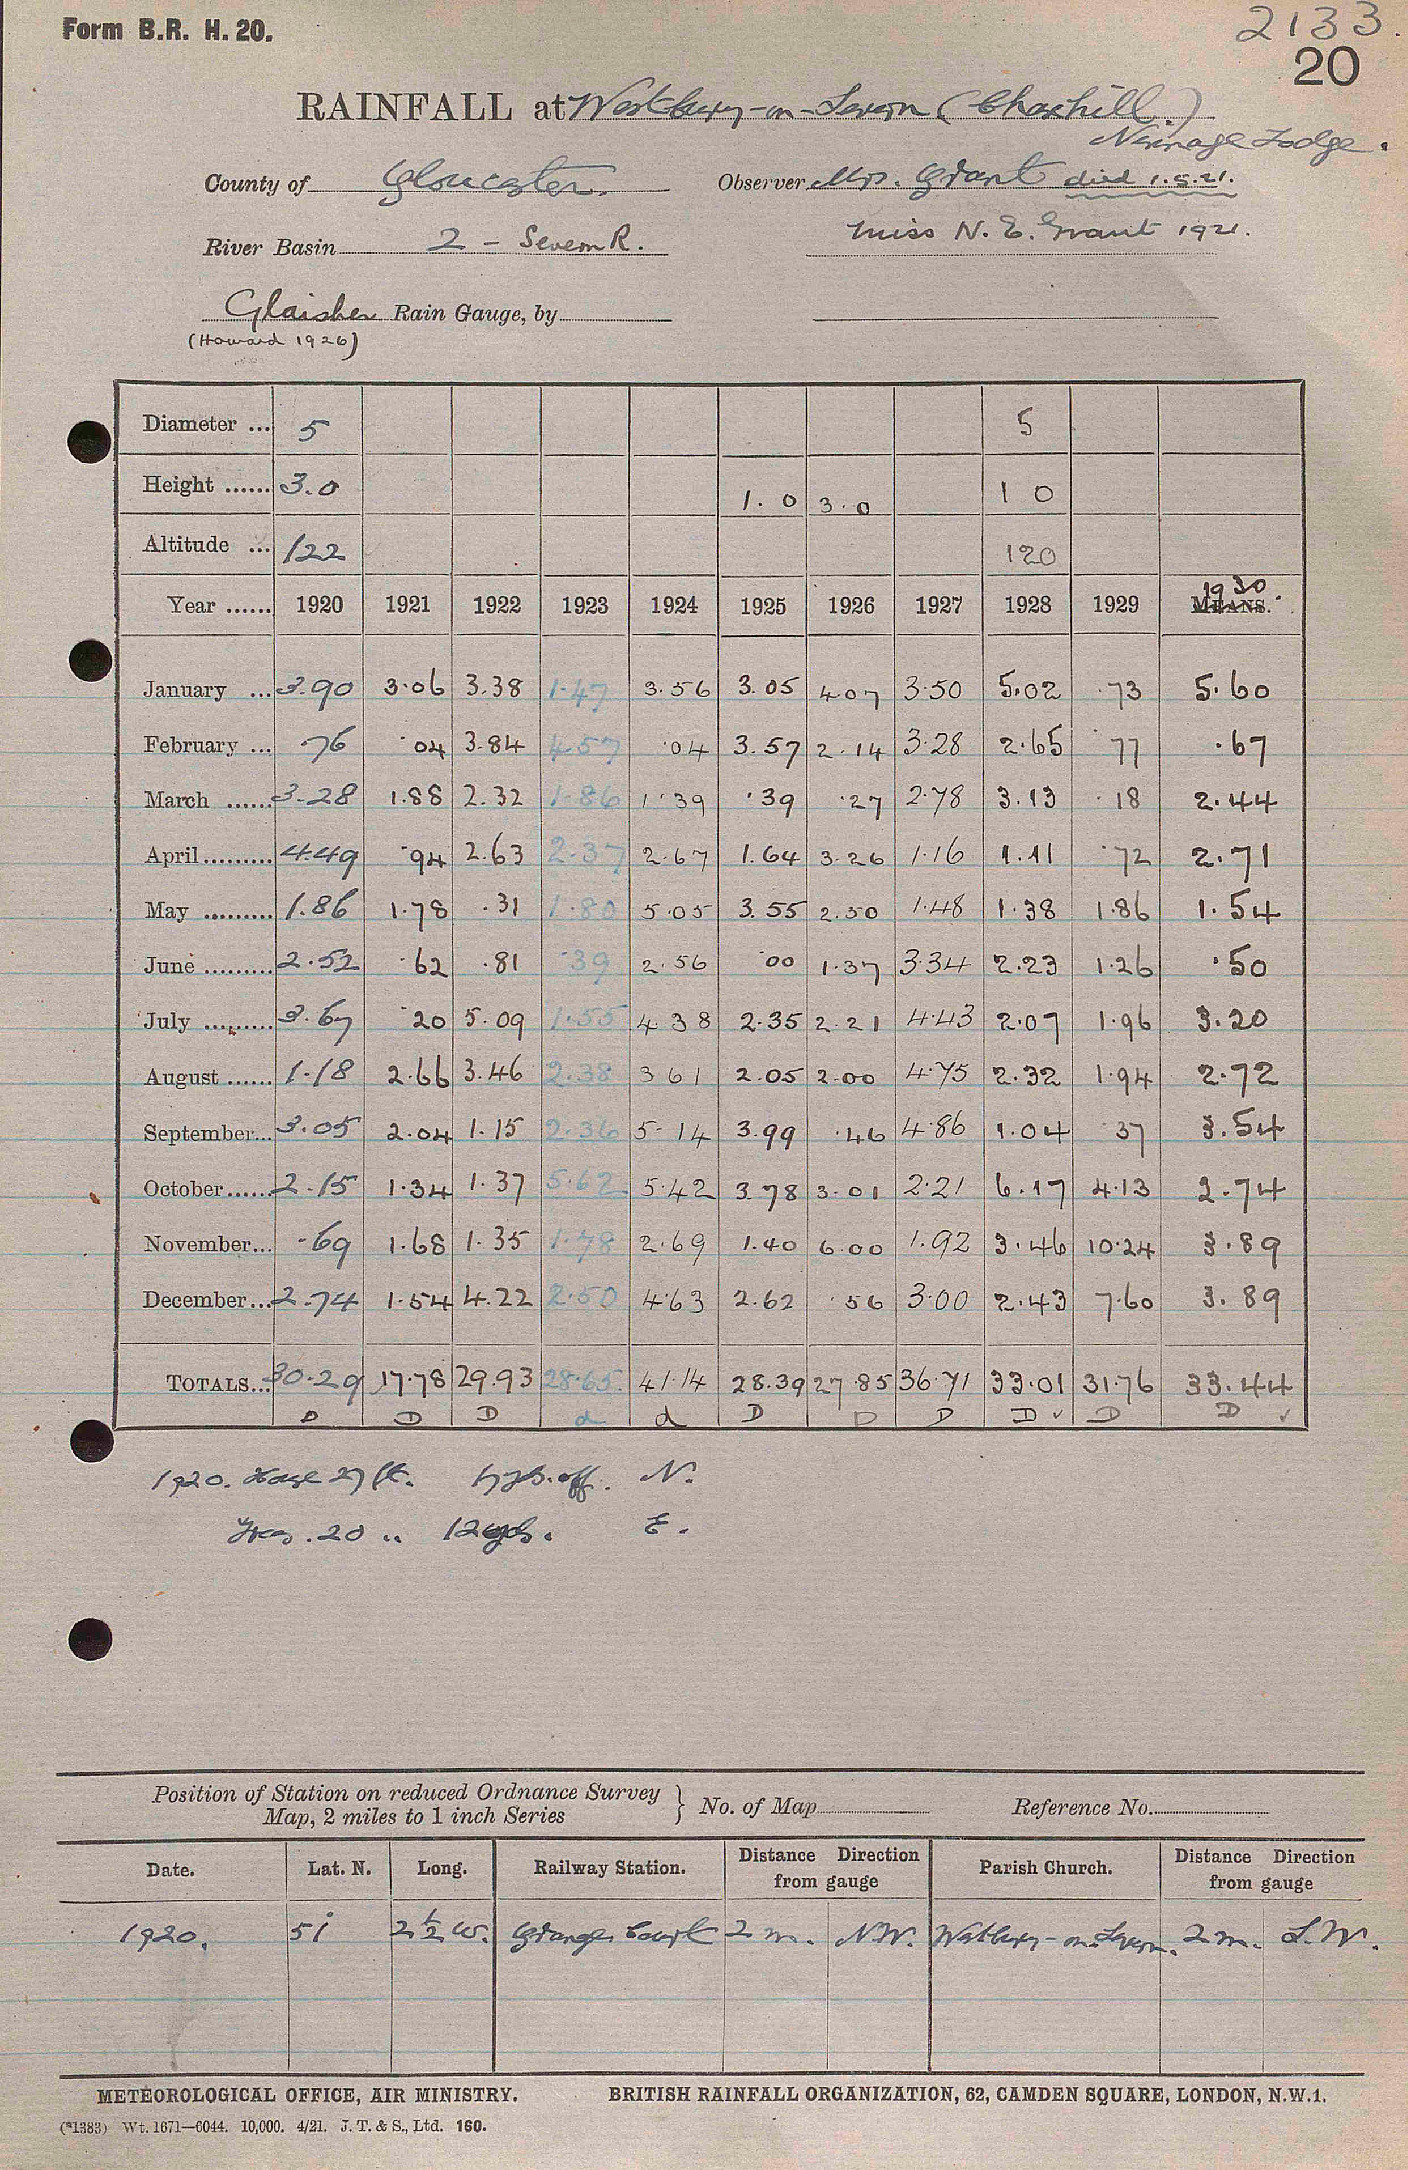 Form B.R. H. 20.
2133.
20
RAINFALL at Westbury-on-Severn (Chaxhill.)
Normage Lodge.
County of Gloucester. Observer Mrs. Grant died 1.5.21.
River Basin 2 - Severn R. Miss N. E. Grant 1921.
Glaisher Rain Gauge, by
(Howard 1926)
Diameter ... 5 5
Height ...... 3.0 1.0 3.0 1 0
Altitude ... 122 120
Year ...... 1920 1921 1922 1923 1924 1925 1926 1927 1928 1929 MEANS. 1930
January ... 3.90 3.06 3.38 1.47 3.56 3.05 4.07 3.50 5.02 .73 5.60
February ... .76 .04 3.84 4.57 .04 3.57 2.14 3.28 2.65 .77 .67
March ...... 3.28 1.88 2.32 1.86 1.39 .39 .27 2.78 3.13 .18 2.44
April ......... 4.49 .94 2.63 2.37 2.67 1.64 3.26 1.16 1.11 .72 2.71
May ......... 1.86 1.78 .31 1.80 5.05 3.55 2.50 1.48 1.38 1.86 1.54
June ......... 2.52 .62 .81 .39 2.56 .00 1.37 3.34 2.23 1.26 .50
July ......... 3.67 .20 5.09 1.55 4.38 2.35 2.21 4.43 2.07 1.96 3.20
August ...... 1.18 2.66 3.46 2.38 3.61 2.05 2.00 4.75 2.32 1.94 2.72
September... 3.05 2.04 1.15 2.36 5.14 3.99 .46 4.86 1.04 .37 3.54
October...... 2.15 1.34 1.37 5.62 5.42 3.78 3.01 2.21 6.17 4.13 2.74
November... .69 1.68 1.35 1.78 2.69 1.40 6.00 1.92 3.46 10.24 3.89
December... 2.74 1.54 4.22 2.50 4.63 2.62 .56 3.00 2.43 7.60 3.89
TOTALS... 30.29 17.78 29.93 28.65 41.14 28.39 27.85 36.71 33.01 31.76 33.44
D D D d d D D D D ✓ D D ✓
1920. House 27 ft. 17 yds. off. N.
Trees. 20 " 12 yds. E.
Position of Station on reduced Ordnance Survey
Map, 2 miles to 1 inch Series } No. of Map Reference No.
Date. Lat. N. Long. Railway Station. Distance Direction from gauge Parish Church. Distance Direction from gauge
1920. 51 2½ W. Grange Court 2 m. N.W. Westbury-on-Severn. 2 m. S.W.
METEOROLOGICAL OFFICE, AIR MINISTRY. BRITISH RAINFALL ORGANIZATION, 62, CAMDEN SQUARE, LONDON, N.W.1.
(*1383) Wt. 1671—6044. 10,000. 4/21. J. T. & S., Ltd. 160.